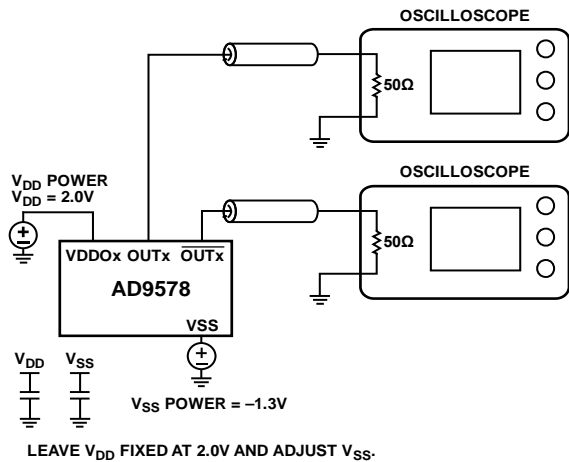 OSCILLOSCOPE
50Ω
OSCILLOSCOPE
V_DD POWER
V_DD = 2.0V
50Ω
VDDOx OUTx O̅U̅T̅x̅
AD9578
VSS
V_DD V_SS
V_SS POWER = –1.3V
LEAVE V_DD FIXED AT 2.0V AND ADJUST V_SS.